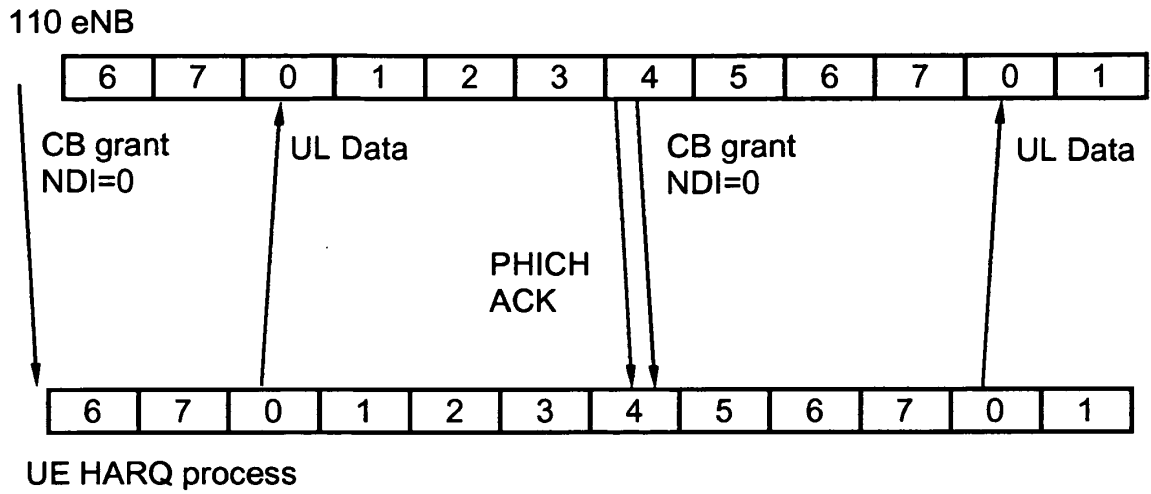 110 eNB
6 7 0 1 2 3 4 5 6 7 0 1
CB grant
NDI=0
UL Data
CB grant
NDI=0
UL Data
PHICH
ACK
6 7 0 1 2 3 4 5 6 7 0 1
UE HARQ process